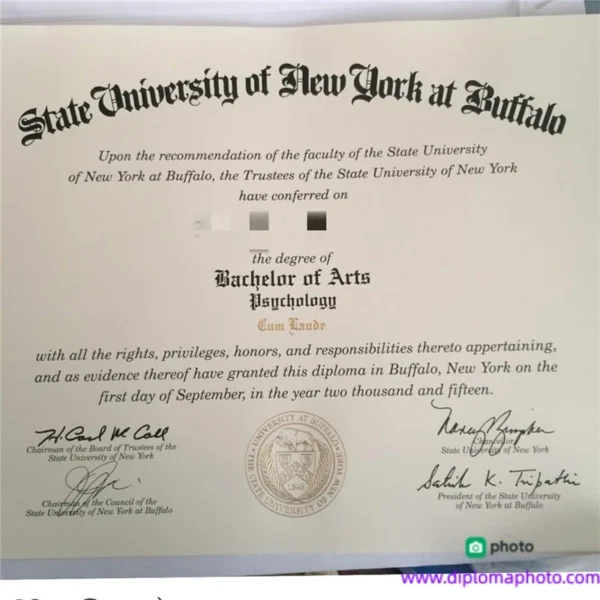 State University of New York at Buffalo
Upon the recommendation of the faculty of the State University
of New York at Buffalo, the Trustees of the State University of New York
have conferred on
the degree of
Bachelor of Arts
Psychology
Cum Laude
with all the rights, privileges, honors, and responsibilities thereto appertaining,
and as evidence thereof have granted this diploma in Buffalo, New York on the
first day of September, in the year two thousand and fifteen.
H. Carl McCall
Chairman of the Board of Trustees of the
State University of New York
Chancellor
State University of New York
Chairman of the Council of the
State University of New York at Buffalo
Satish K. Tripathi
President of the State University
of New York at Buffalo
photo
www.diplomaphoto.com